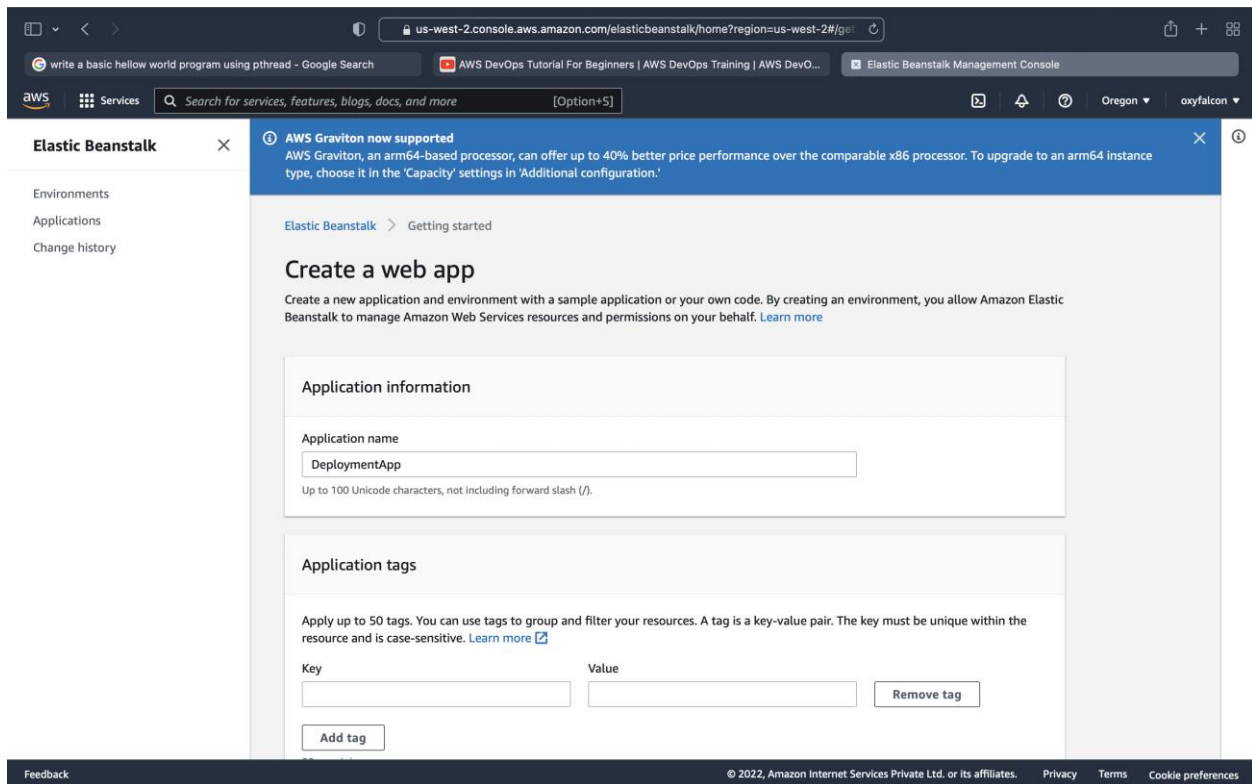 us-west-2.console.aws.amazon.com/elasticbeanstalk/home?region=us-west-2#/ge
write a basic hellow world program using pthread - Google Search
AWS DevOps Tutorial For Beginners | AWS DevOps Training | AWS DevO...
Elastic Beanstalk Management Console
aws
Services
Search for services, features, blogs, docs, and more
[Option+S]
Oregon
oxyfalcon
Elastic Beanstalk
Environments
Applications
Change history
AWS Graviton now supported
AWS Graviton, an arm64-based processor, can offer up to 40% better price performance over the comparable x86 processor. To upgrade to an arm64 instance
type, choose it in the 'Capacity' settings in 'Additional configuration.'
Elastic Beanstalk > Getting started
Create a web app
Create a new application and environment with a sample application or your own code. By creating an environment, you allow Amazon Elastic
Beanstalk to manage Amazon Web Services resources and permissions on your behalf. Learn more
Application information
Application name
DeploymentApp
Up to 100 Unicode characters, not including forward slash (/).
Application tags
Apply up to 50 tags. You can use tags to group and filter your resources. A tag is a key-value pair. The key must be unique within the
resource and is case-sensitive. Learn more
Key
Value
Remove tag
Add tag
Feedback
© 2022, Amazon Internet Services Private Ltd. or its affiliates.
Privacy
Terms
Cookie preferences